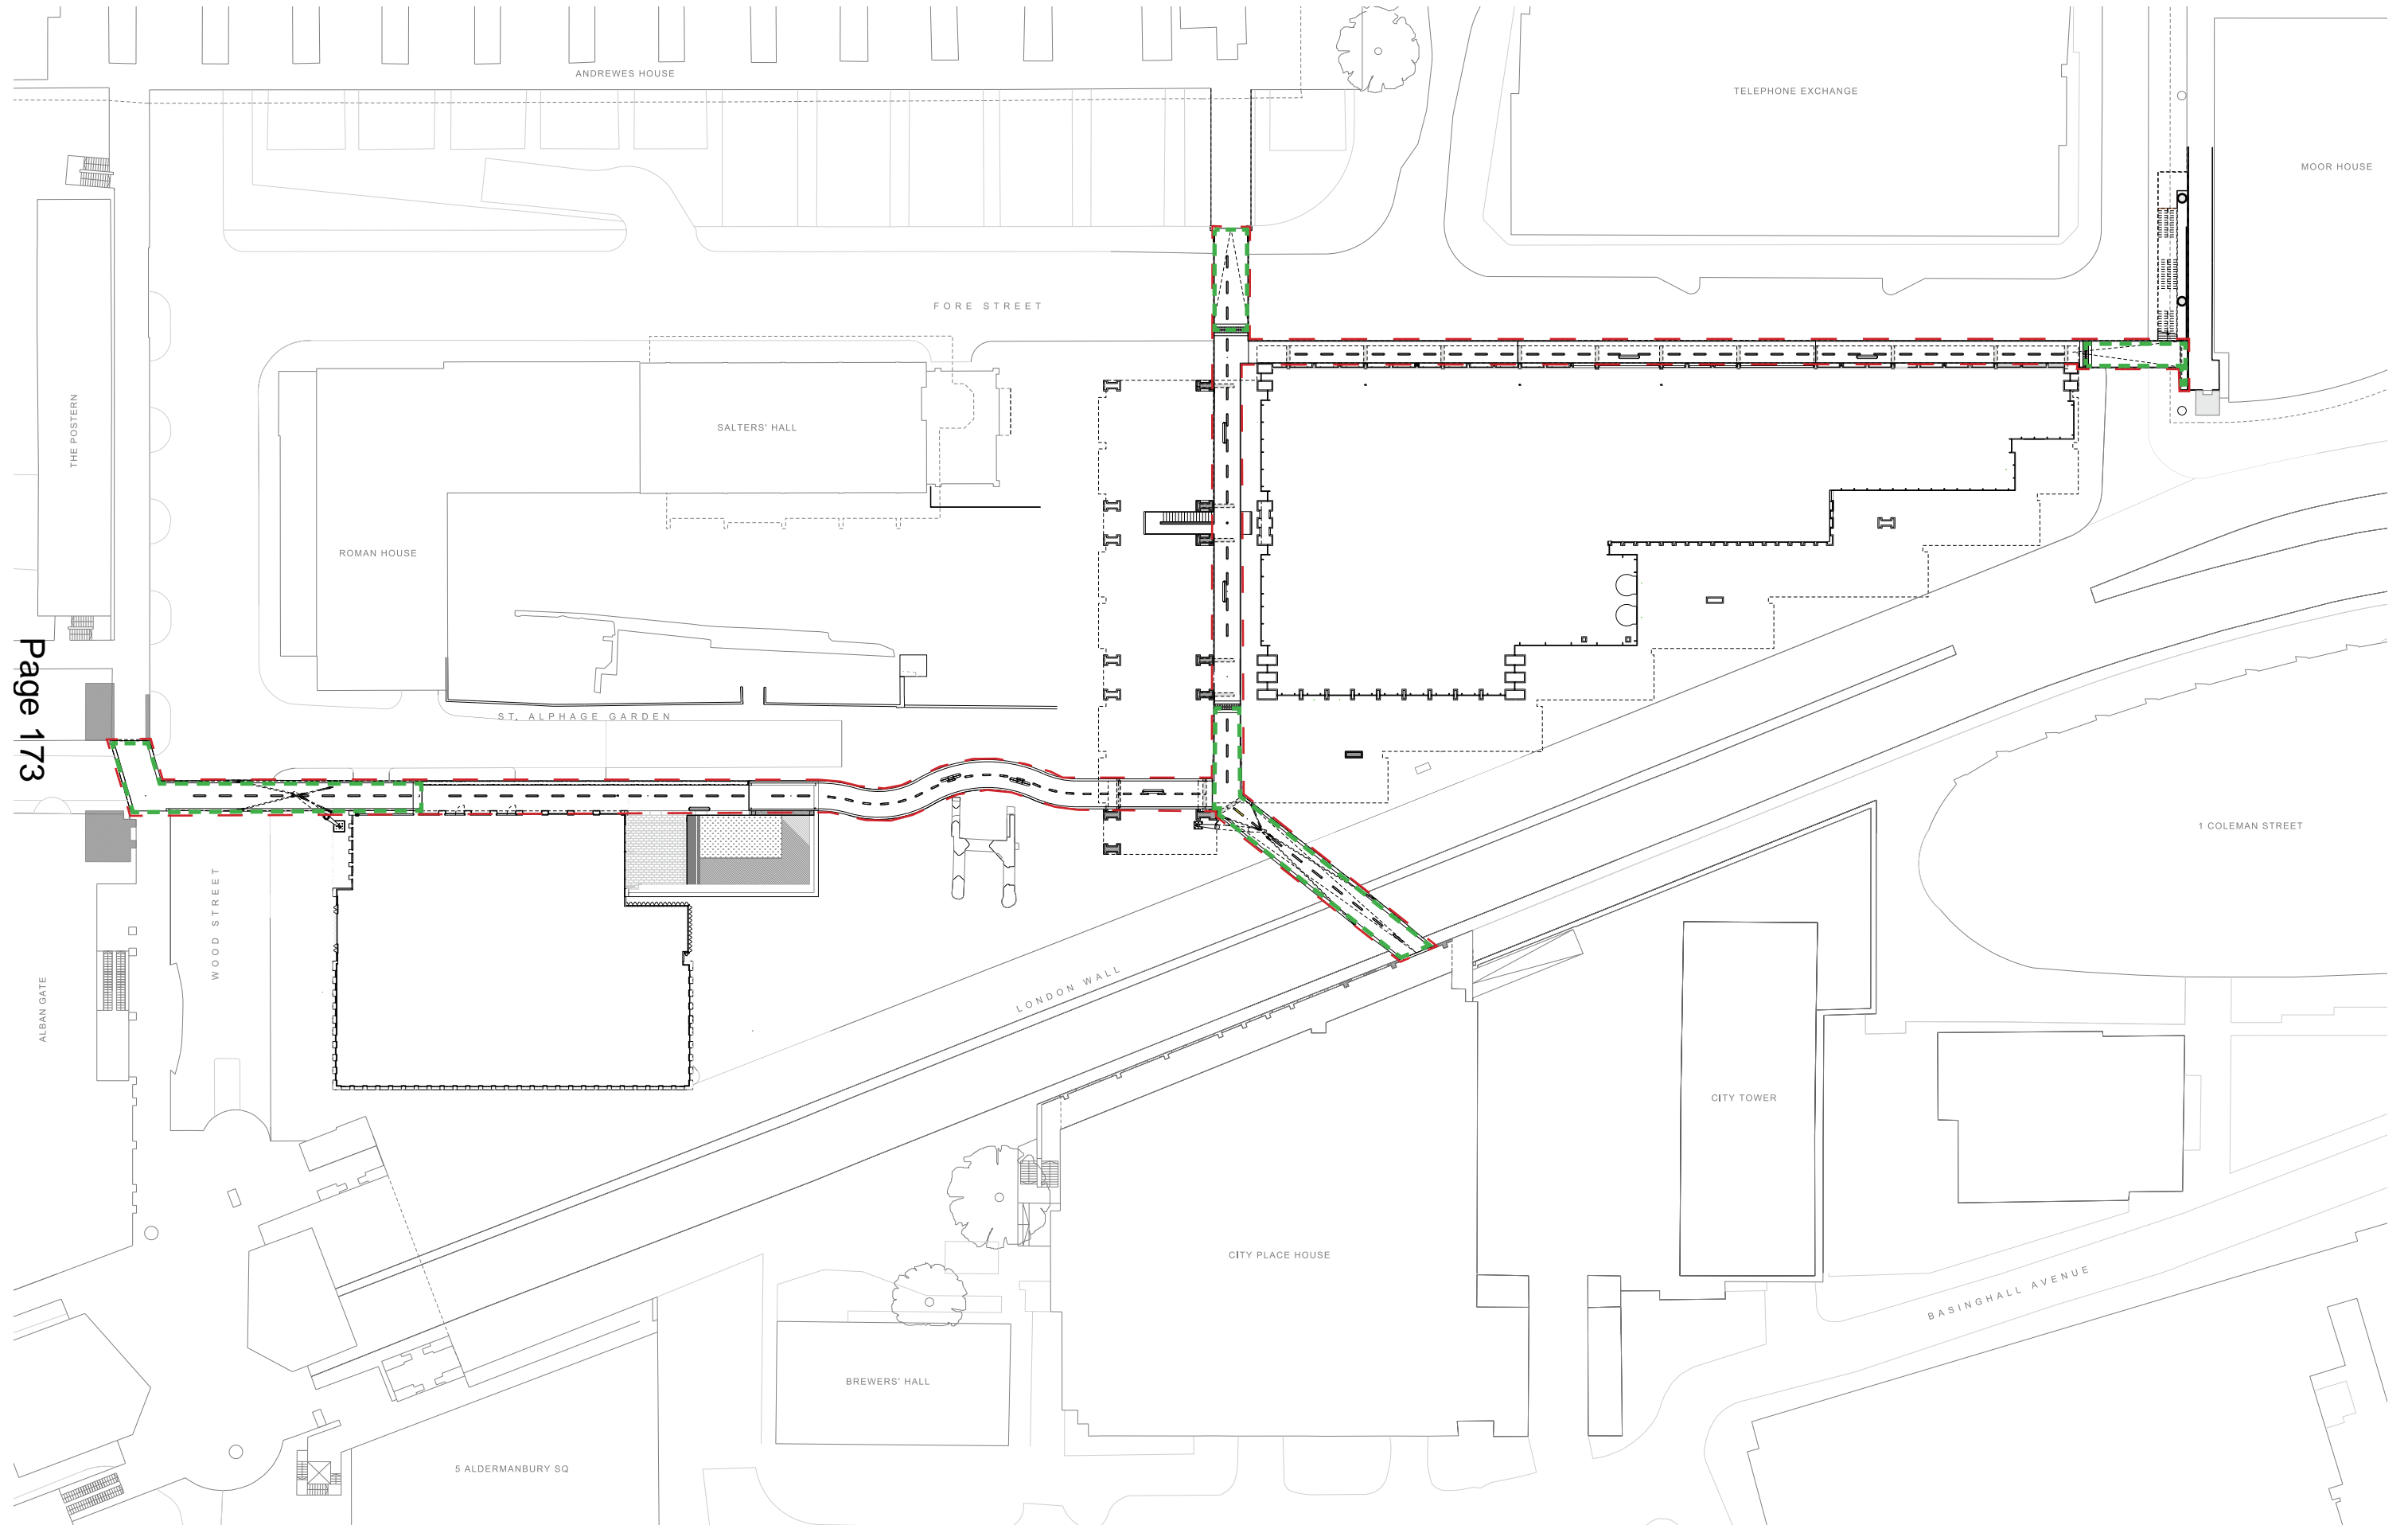 ANDREWES HOUSE
TELEPHONE EXCHANGE
MOOR HOUSE
FORE STREET
THE POSTERN
SALTERS' HALL
ROMAN HOUSE
Page 173
ST. ALPHAGE GARDEN
1 COLEMAN STREET
WOOD STREET
LONDON WALL
ALBAN GATE
CITY TOWER
CITY PLACE HOUSE
BASINGHALL AVENUE
BREWERS' HALL
5 ALDERMANBURY SQ